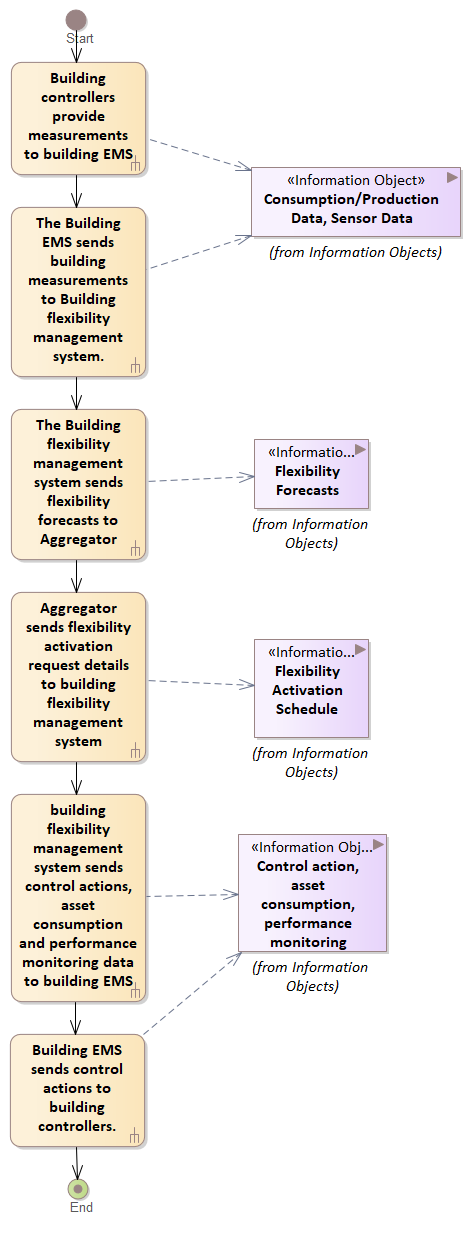 Start
Building
controllers
provide
measurements
to building EMS
«Information Object»
Consumption/Production
Data, Sensor Data
(from Information Objects)
The Building
EMS sends
building
measurements
to Building
flexibility
management
system.
The Building
flexibility
management
system sends
flexibility
forecasts to
Aggregator
«Informatio...
Flexibility
Forecasts
(from Information
Objects)
Aggregator
sends flexibility
activation
request details
to building
flexibility
management
system
«Informatio...
Flexibility
Activation
Schedule
(from Information
Objects)
building
flexibility
management
system sends
control actions,
asset
consumption
and performance
monitoring data
to building EMS
«Information Obj...
Control action,
asset
consumption,
performance
monitoring
(from Information
Objects)
Building EMS
sends control
actions to
building
controllers.
End